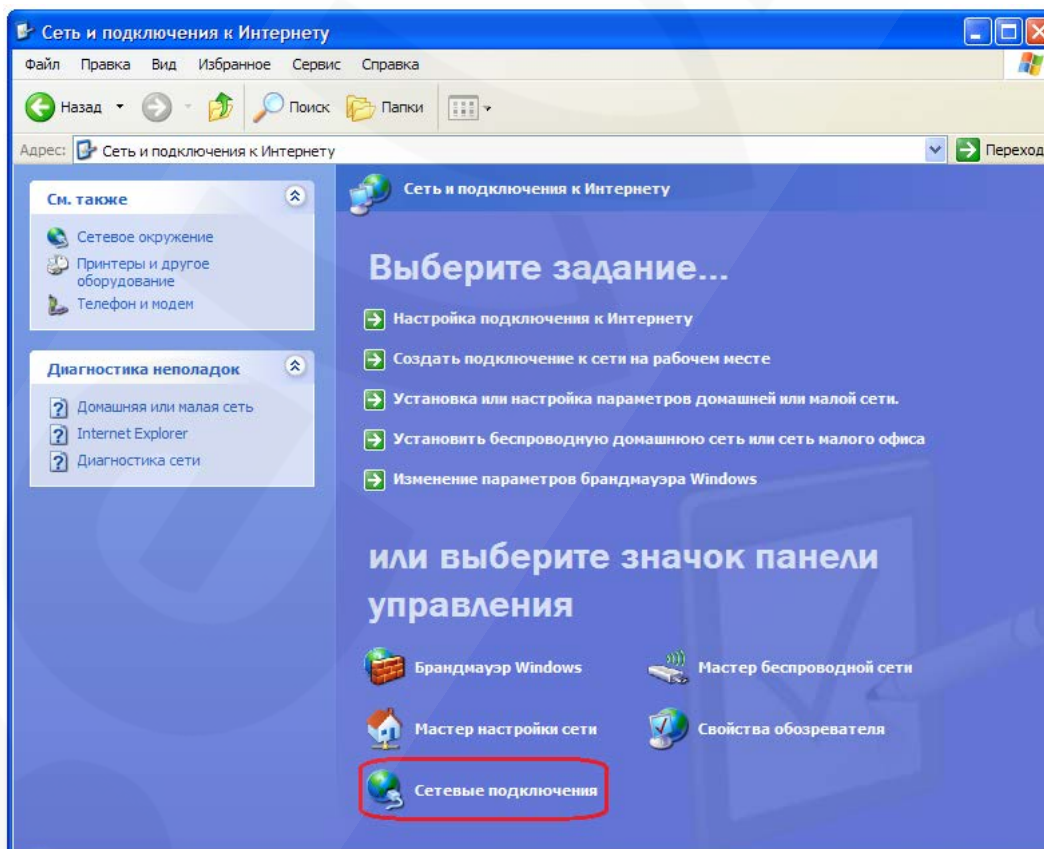 Сеть и подключения к Интернету
Файл Правка Вид Избранное Сервис Справка
Назад Поиск Папки
Адрес: Сеть и подключения к Интернету Переход
См. также
Сетевое окружение
Принтеры и другое
оборудование
Телефон и модем
Диагностика неполадок
Домашняя или малая сеть
Internet Explorer
Диагностика сети
Сеть и подключения к Интернету
Выберите задание...
Настройка подключения к Интернету
Создать подключение к сети на рабочем месте
Установка или настройка параметров домашней или малой сети.
Установить беспроводную домашнюю сеть или сеть малого офиса
Изменение параметров брандмауэра Windows
или выберите значок панели
управления
Брандмауэр Windows Мастер беспроводной сети
Мастер настройки сети Свойства обозревателя
Сетевые подключения